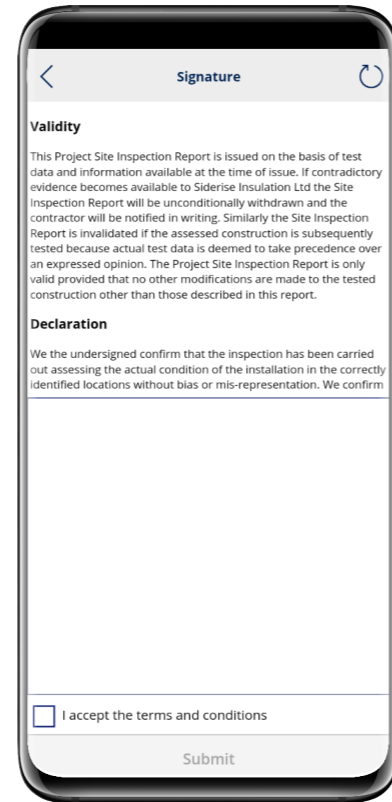 Signature
Validity
This Project Site Inspection Report is issued on the basis of test
data and information available at the time of issue. If contradictory
evidence becomes available to Siderise Insulation Ltd the Site
Inspection Report will be unconditionally withdrawn and the
contractor will be notified in writing. Similarly the Site Inspection
Report is invalidated if the assessed construction is subsequently
tested because actual test data is deemed to take precedence over
an expressed opinion. The Project Site Inspection Report is only
valid provided that no other modifications are made to the tested
construction other than those described in this report.
Declaration
We the undersigned confirm that the inspection has been carried
out assessing the actual condition of the installation in the correctly
identified locations without bias or mis-representation. We confirm
I accept the terms and conditions
Submit